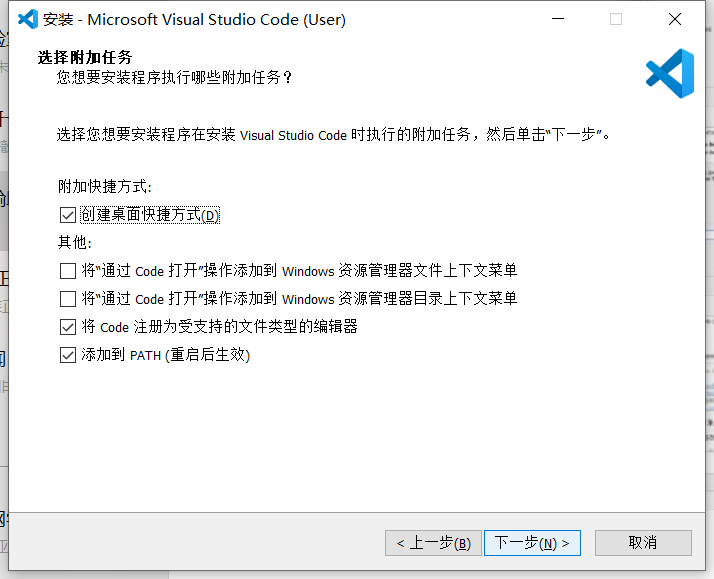 安装 - Microsoft Visual Studio Code (User)
选择附加任务
您想要安装程序执行哪些附加任务？
选择您想要安装程序在安装 Visual Studio Code 时执行的附加任务，然后单击“下一步”。
附加快捷方式:
创建桌面快捷方式(D)
其他:
将“通过 Code 打开”操作添加到 Windows 资源管理器文件上下文菜单
将“通过 Code 打开”操作添加到 Windows 资源管理器目录上下文菜单
将 Code 注册为受支持的文件类型的编辑器
添加到 PATH (重启后生效)
< 上一步(B) 下一步(N) > 取消